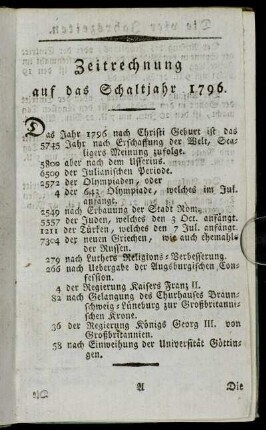 Zeitrechnung
auf das Schaltjahr 1796.
Das Jahr 1796 nach Christi Geburt ist das
5745 Jahr nach Erschaffung der Welt, Sca-
ligers Meinung zufolge.
5800 aber nach dem Usserius.
6509 der Julianischen Periode.
2572 der Olympiaden, oder
4 der 643 Olympiade, welches im Jul.
anfängt.
2549 nach Erbauung der Stadt Rom.
5557 der Juden, welches den 3 Oct. anfängt.
1211 der Türken, welches den 7 Jul. anfängt.
7304 der neuen Griechen, wie auch ehemahl-
der Russen.
279 nach Luthers Religions-Verbesserung.
266 nach Uebergabe der Augsburgischen Con-
fession.
4 der Regierung Kaisers Franz II.
82 nach Gelangung des Churhauses Braun-
schweig-Lüneburg zur Großbritanni-
schen Krone.
36 der Regierung Königs Georg III. von
Großbritannien.
58 nach Einweihung der Universität Göttin-
gen.
A Die